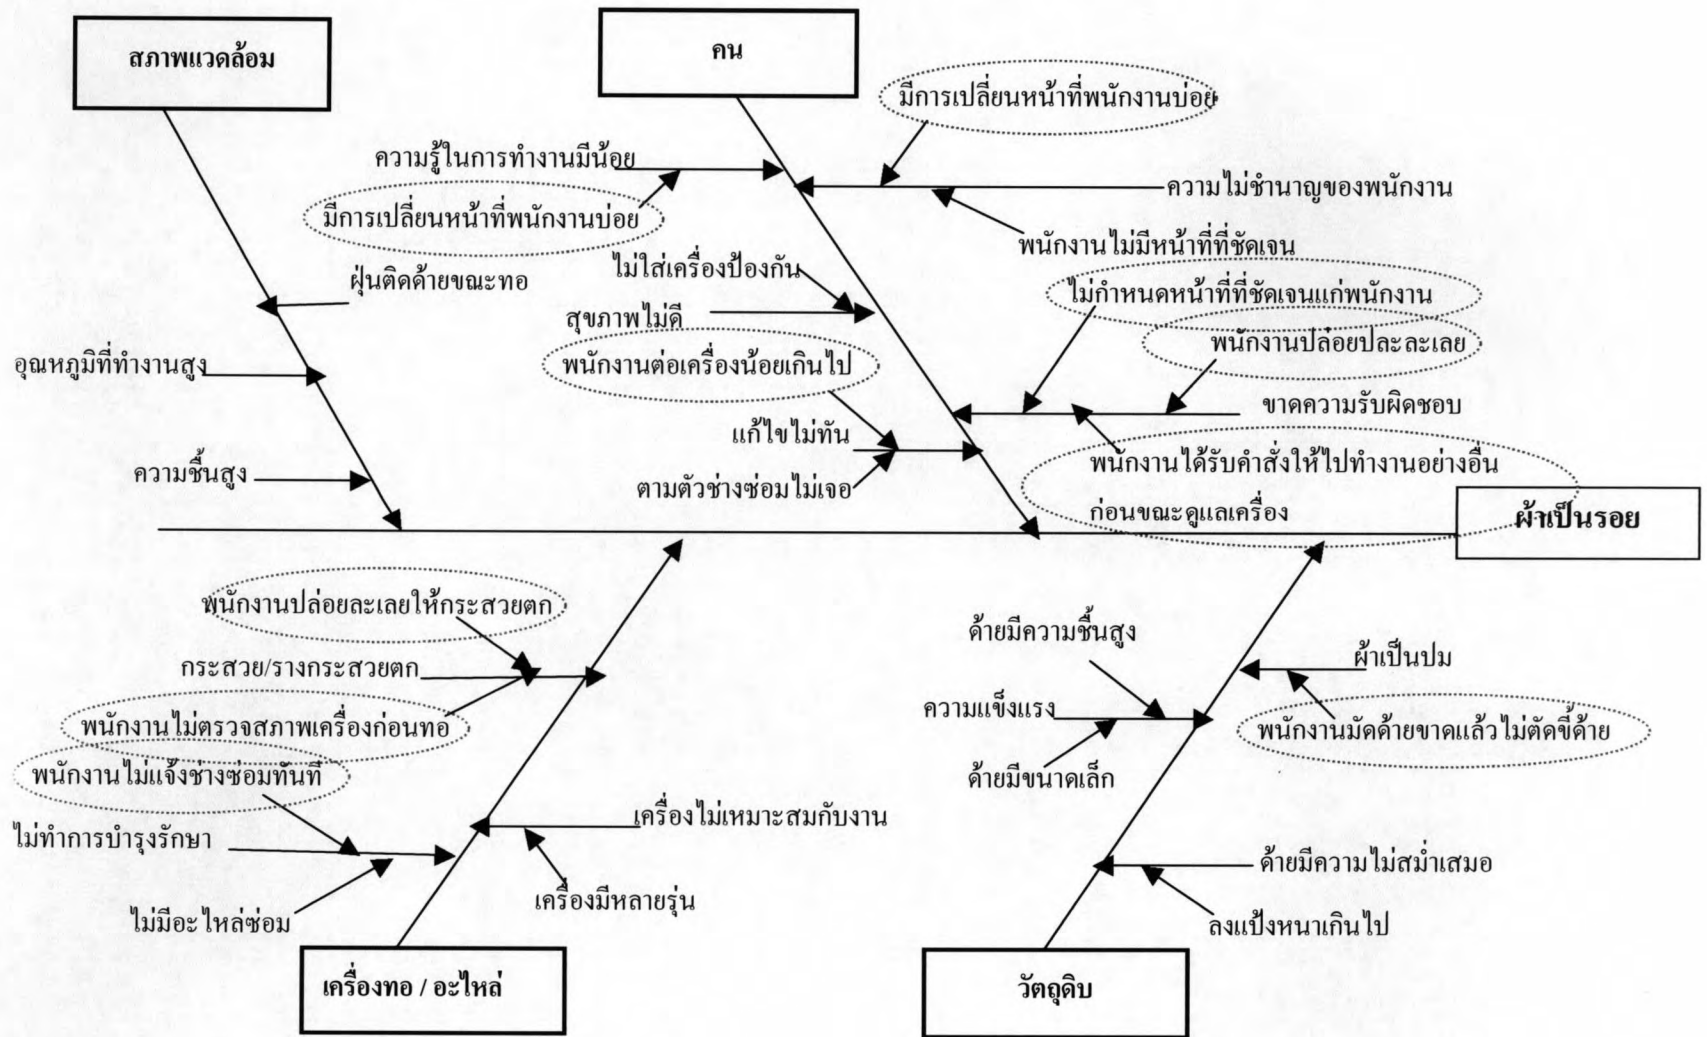 สภาพแวดล้อม
คน
มีการเปลี่ยนหน้าที่พนักงานบ่อย
ความรู้ในการทำงานมีน้อย
ความไม่ชำนาญของพนักงาน
มีการเปลี่ยนหน้าที่พนักงานบ่อย
พนักงานไม่มีหน้าที่ที่ชัดเจน
ไม่ใส่เครื่องป้องกัน
ฝุ่นติดด้ายขณะทอ
ไม่กำหนดหน้าที่ที่ชัดเจนแก่พนักงาน
สุขภาพไม่ดี
พนักงานปล่อยปละละเลย
อุณหภูมิที่ทำงานสูง
พนักงานต่อเครื่องน้อยเกินไป
ขาดความรับผิดชอบ
แก้ไขไม่ทัน
ความชื้นสูง
พนักงานได้รับคำสั่งให้ไปทำงานอย่างอื่น
ตามตัวช่างซ่อมไม่เจอ
ก่อนขณะดูแลเครื่อง
ผ้าเป็นรอย
พนักงานปล่อยละเลยให้กระสวยตก
ด้ายมีความชื้นสูง
ผ้าเป็นปม
กระสวย/รางกระสวยตก
ความแข็งแรง
พนักงานไม่ตรวจสภาพเครื่องก่อนทอ
พนักงานมัดด้ายขาดแล้วไม่ตัดขี้ด้าย
พนักงานไม่แจ้งช่างซ่อมทันที
ด้ายมีขนาดเล็ก
เครื่องไม่เหมาะสมกับงาน
ไม่ทำการบำรุงรักษา
ด้ายมีความไม่สม่ำเสมอ
เครื่องมีหลายรุ่น
ไม่มีอะไหล่ซ่อม
ลงแป้งหนาเกินไป
เครื่องทอ / อะไหล่
วัตถุดิบ